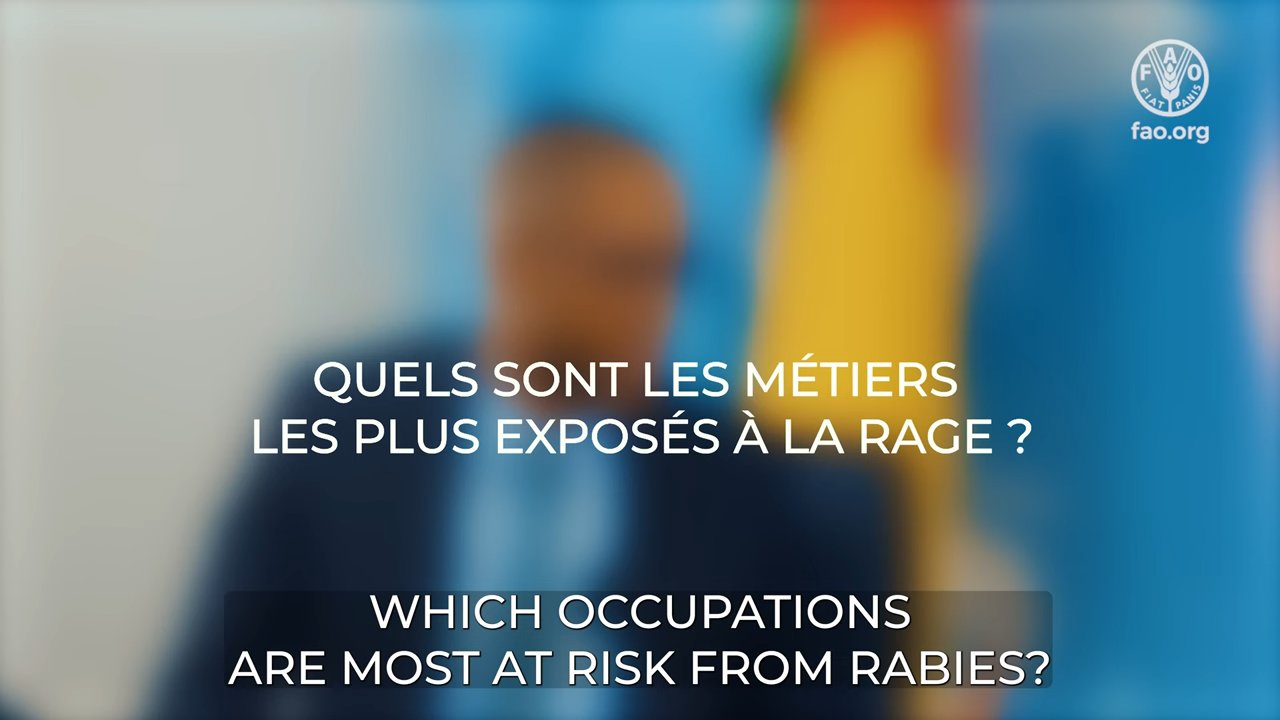 FAO
FIAT PANIS
fao.org
QUELS SONT LES MÉTIERS
LES PLUS EXPOSÉS À LA RAGE ?
WHICH OCCUPATIONS
ARE MOST AT RISK FROM RABIES?